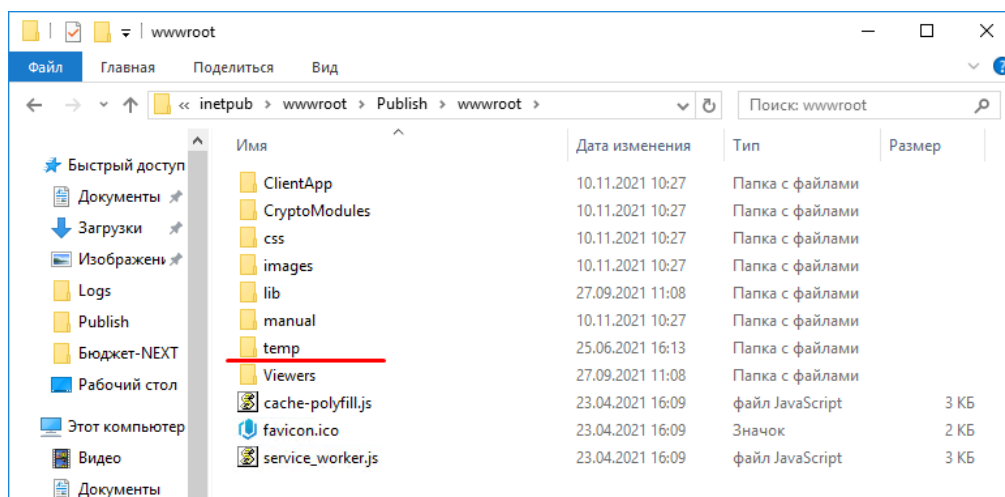 wwwroot
Файл Главная Поделиться Вид
« inetpub > wwwroot > Publish > wwwroot > Поиск: wwwroot
Имя Дата изменения Тип Размер
Быстрый доступ
Документы
Загрузки
Изображени
Logs
Publish
Бюджет-NEXT
Рабочий стол
Этот компьютер
Видео
Документы
ClientApp 10.11.2021 10:27 Папка с файлами
CryptoModules 10.11.2021 10:27 Папка с файлами
css 10.11.2021 10:27 Папка с файлами
images 10.11.2021 10:27 Папка с файлами
lib 27.09.2021 11:08 Папка с файлами
manual 10.11.2021 10:27 Папка с файлами
temp 25.06.2021 16:13 Папка с файлами
Viewers 27.09.2021 11:08 Папка с файлами
cache-polyfill.js 23.04.2021 16:09 файл JavaScript 3 КБ
favicon.ico 23.04.2021 16:09 Значок 2 КБ
service_worker.js 23.04.2021 16:09 файл JavaScript 3 КБ